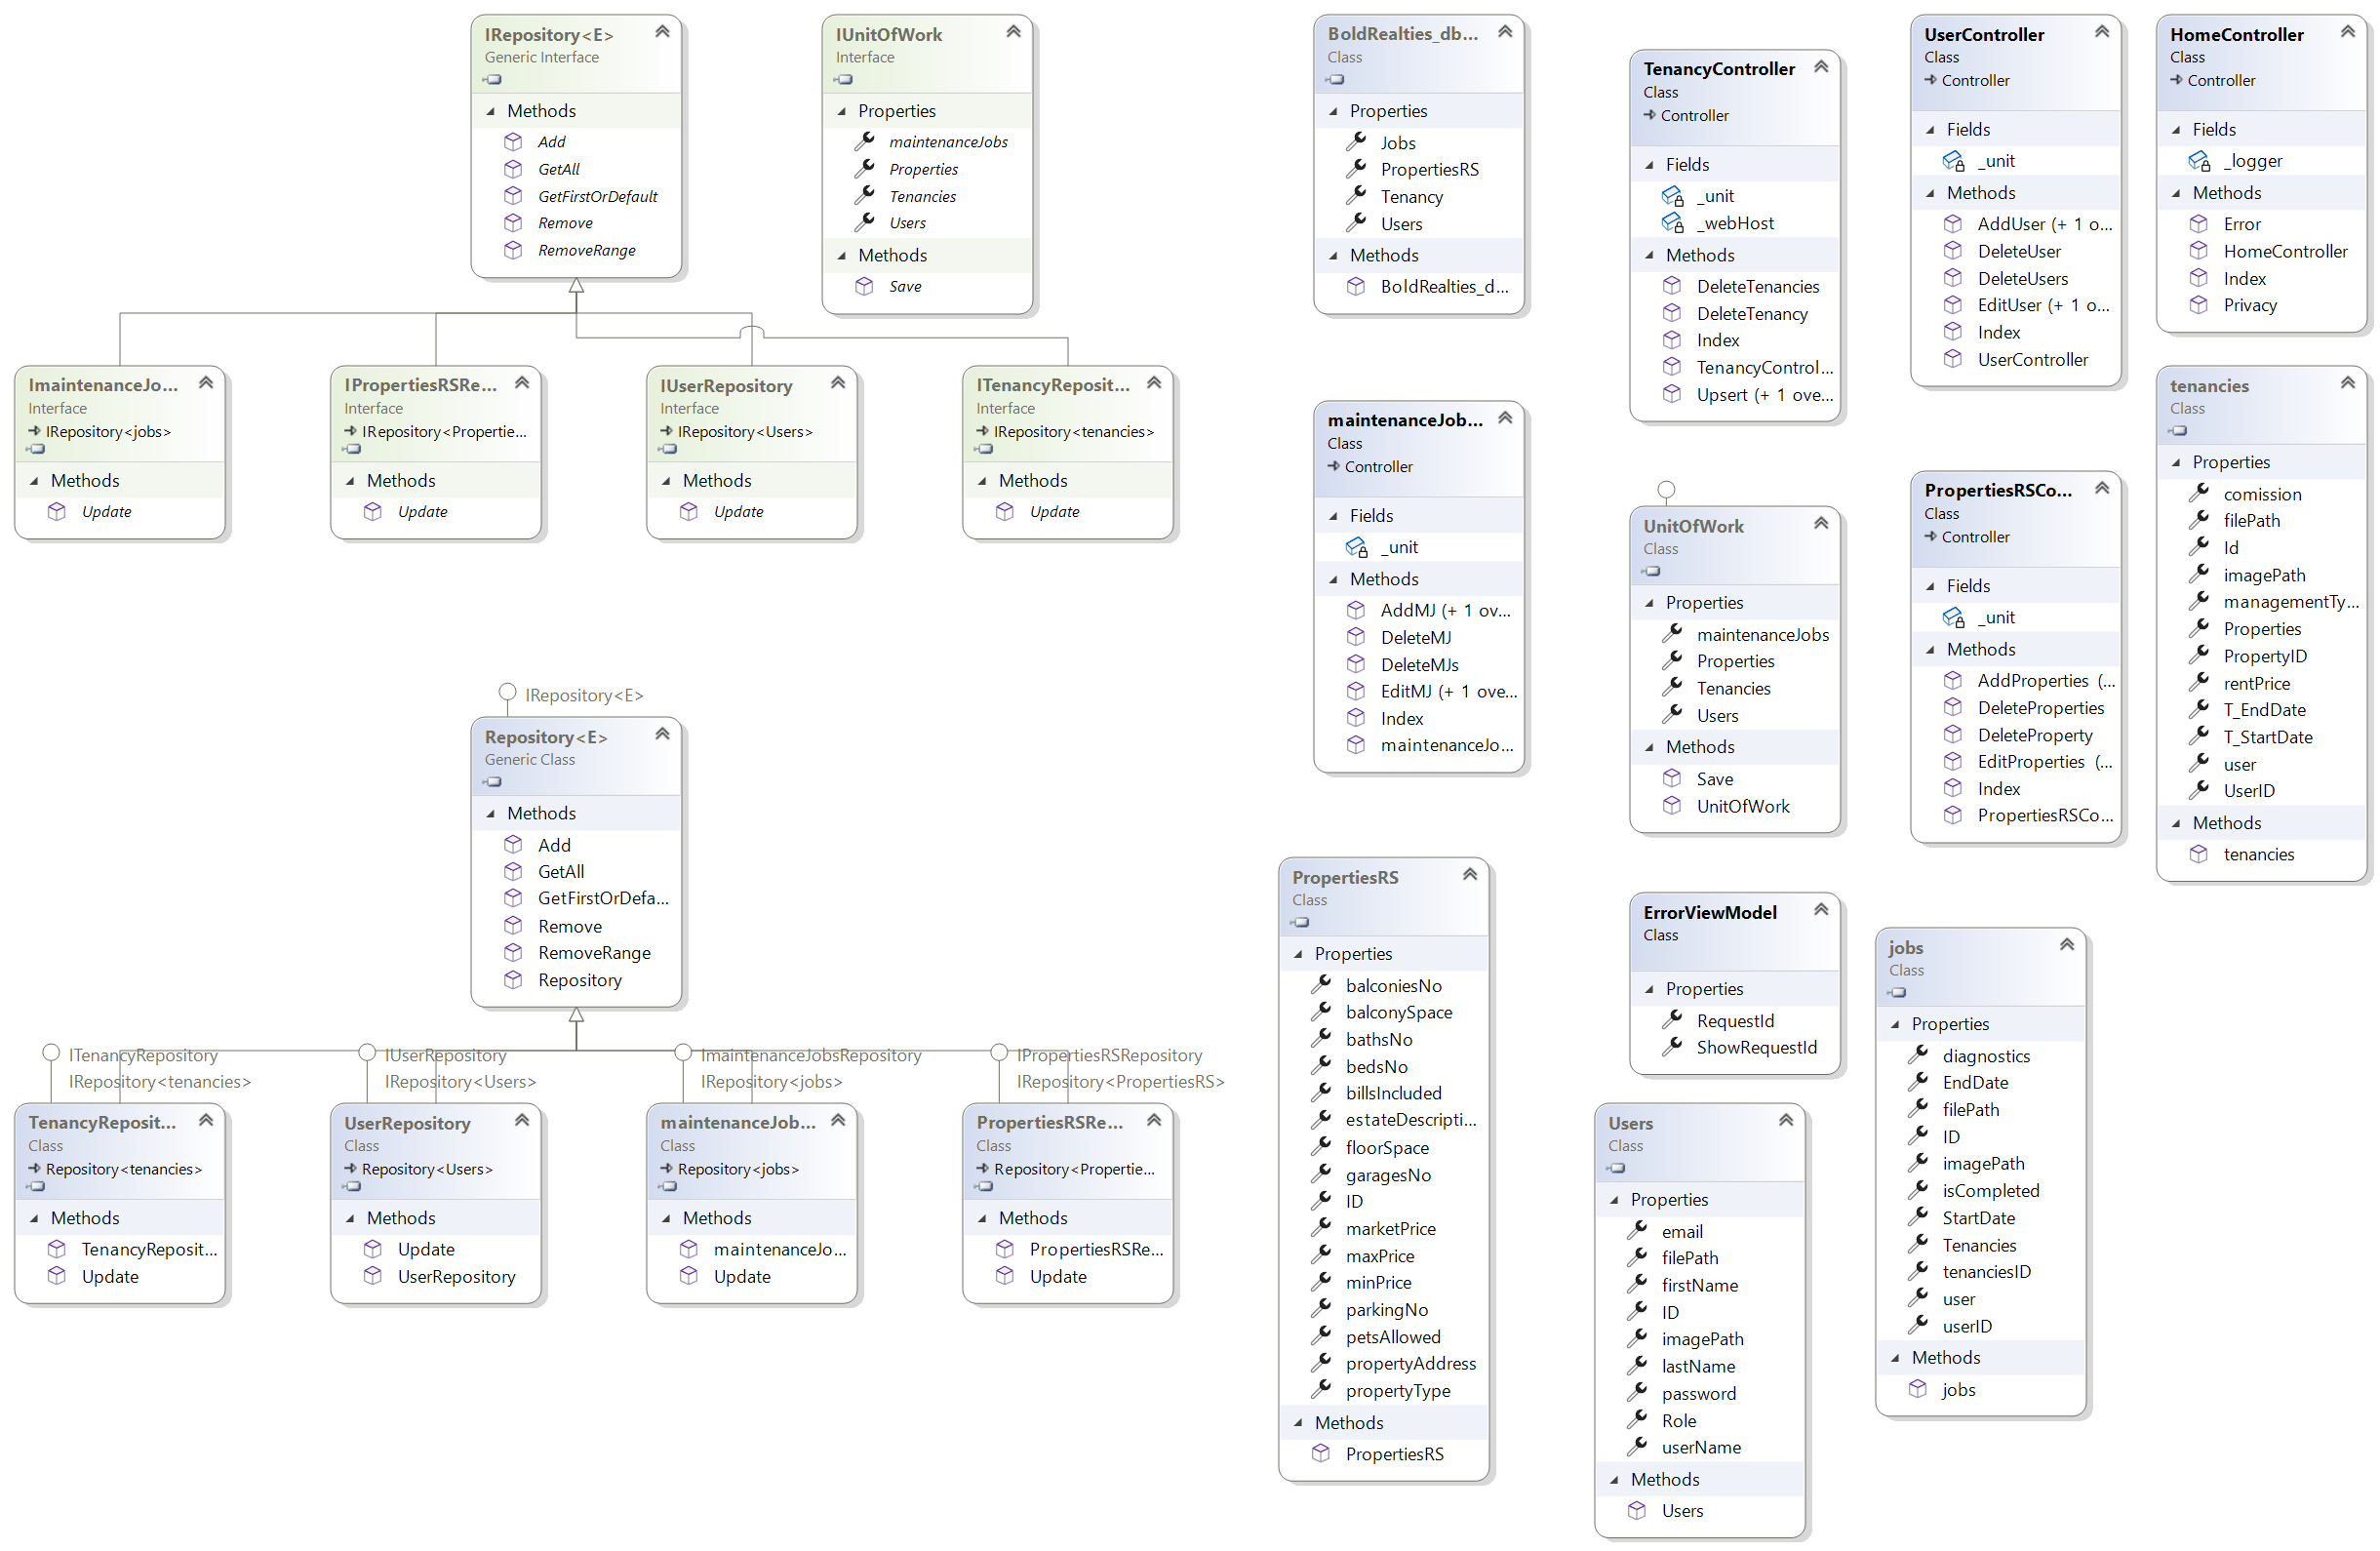 IRepository<E>
Generic Interface
Methods
Add
GetAll
GetFirstOrDefault
Remove
RemoveRange
IUnitOfWork
Interface
Properties
maintenanceJobs
Properties
Tenancies
Users
Methods
Save
BoldRealties_db...
Class
Properties
Jobs
PropertiesRS
Tenancy
Users
Methods
BoldRealties_d...
TenancyController
Class
Controller
Fields
_unit
_webHost
Methods
DeleteTenancies
DeleteTenancy
Index
TenancyControl...
Upsert (+ 1 ove...
UserController
Class
Controller
Fields
_unit
Methods
AddUser (+ 1 o...
DeleteUser
DeleteUsers
EditUser (+ 1 o...
Index
UserController
HomeController
Class
Controller
Fields
_logger
Methods
Error
HomeController
Index
Privacy
ImaintenanceJo...
Interface
IRepository<jobs>
Methods
Update
IPropertiesRSRe...
Interface
IRepository<Propertie...
Methods
Update
IUserRepository
Interface
IRepository<Users>
Methods
Update
ITenancyReposit...
Interface
IRepository<tenancies>
Methods
Update
maintenanceJob...
Class
Controller
Fields
_unit
Methods
AddMJ (+ 1 ov...
DeleteMJ
DeleteMJs
EditMJ (+ 1 ove...
Index
maintenanceJo...
UnitOfWork
Class
Properties
maintenanceJobs
Properties
Tenancies
Users
Methods
Save
UnitOfWork
PropertiesRSCo...
Class
Controller
Fields
_unit
Methods
AddProperties (...
DeleteProperties
DeleteProperty
EditProperties (...
Index
PropertiesRSCo...
tenancies
Class
Properties
comission
filePath
Id
imagePath
managementTy...
Properties
PropertyID
rentPrice
T_EndDate
T_StartDate
user
UserID
Methods
tenancies
IRepository<E>
Repository<E>
Generic Class
Methods
Add
GetAll
GetFirstOrDefa...
Remove
RemoveRange
Repository
ITenancyRepository
IRepository<tenancies>
TenancyReposit...
Class
Repository<tenancies>
Methods
TenancyReposit...
Update
IUserRepository
IRepository<Users>
UserRepository
Class
Repository<Users>
Methods
Update
UserRepository
ImaintenanceJobsRepository
IRepository<jobs>
maintenanceJob...
Class
Repository<jobs>
Methods
maintenanceJo...
Update
IPropertiesRSRepository
IRepository<PropertiesRS>
PropertiesRSRe...
Class
Repository<Propertie...
Methods
PropertiesRSRe...
Update
PropertiesRS
Class
Properties
balconiesNo
balconySpace
bathsNo
bedsNo
billsIncluded
estateDescripti...
floorSpace
garagesNo
ID
marketPrice
maxPrice
minPrice
parkingNo
petsAllowed
propertyAddress
propertyType
Methods
PropertiesRS
ErrorViewModel
Class
Properties
RequestId
ShowRequestId
Users
Class
Properties
email
filePath
firstName
ID
imagePath
lastName
password
Role
userName
Methods
Users
jobs
Class
Properties
diagnostics
EndDate
filePath
ID
imagePath
isCompleted
StartDate
Tenancies
tenanciesID
user
userID
Methods
jobs